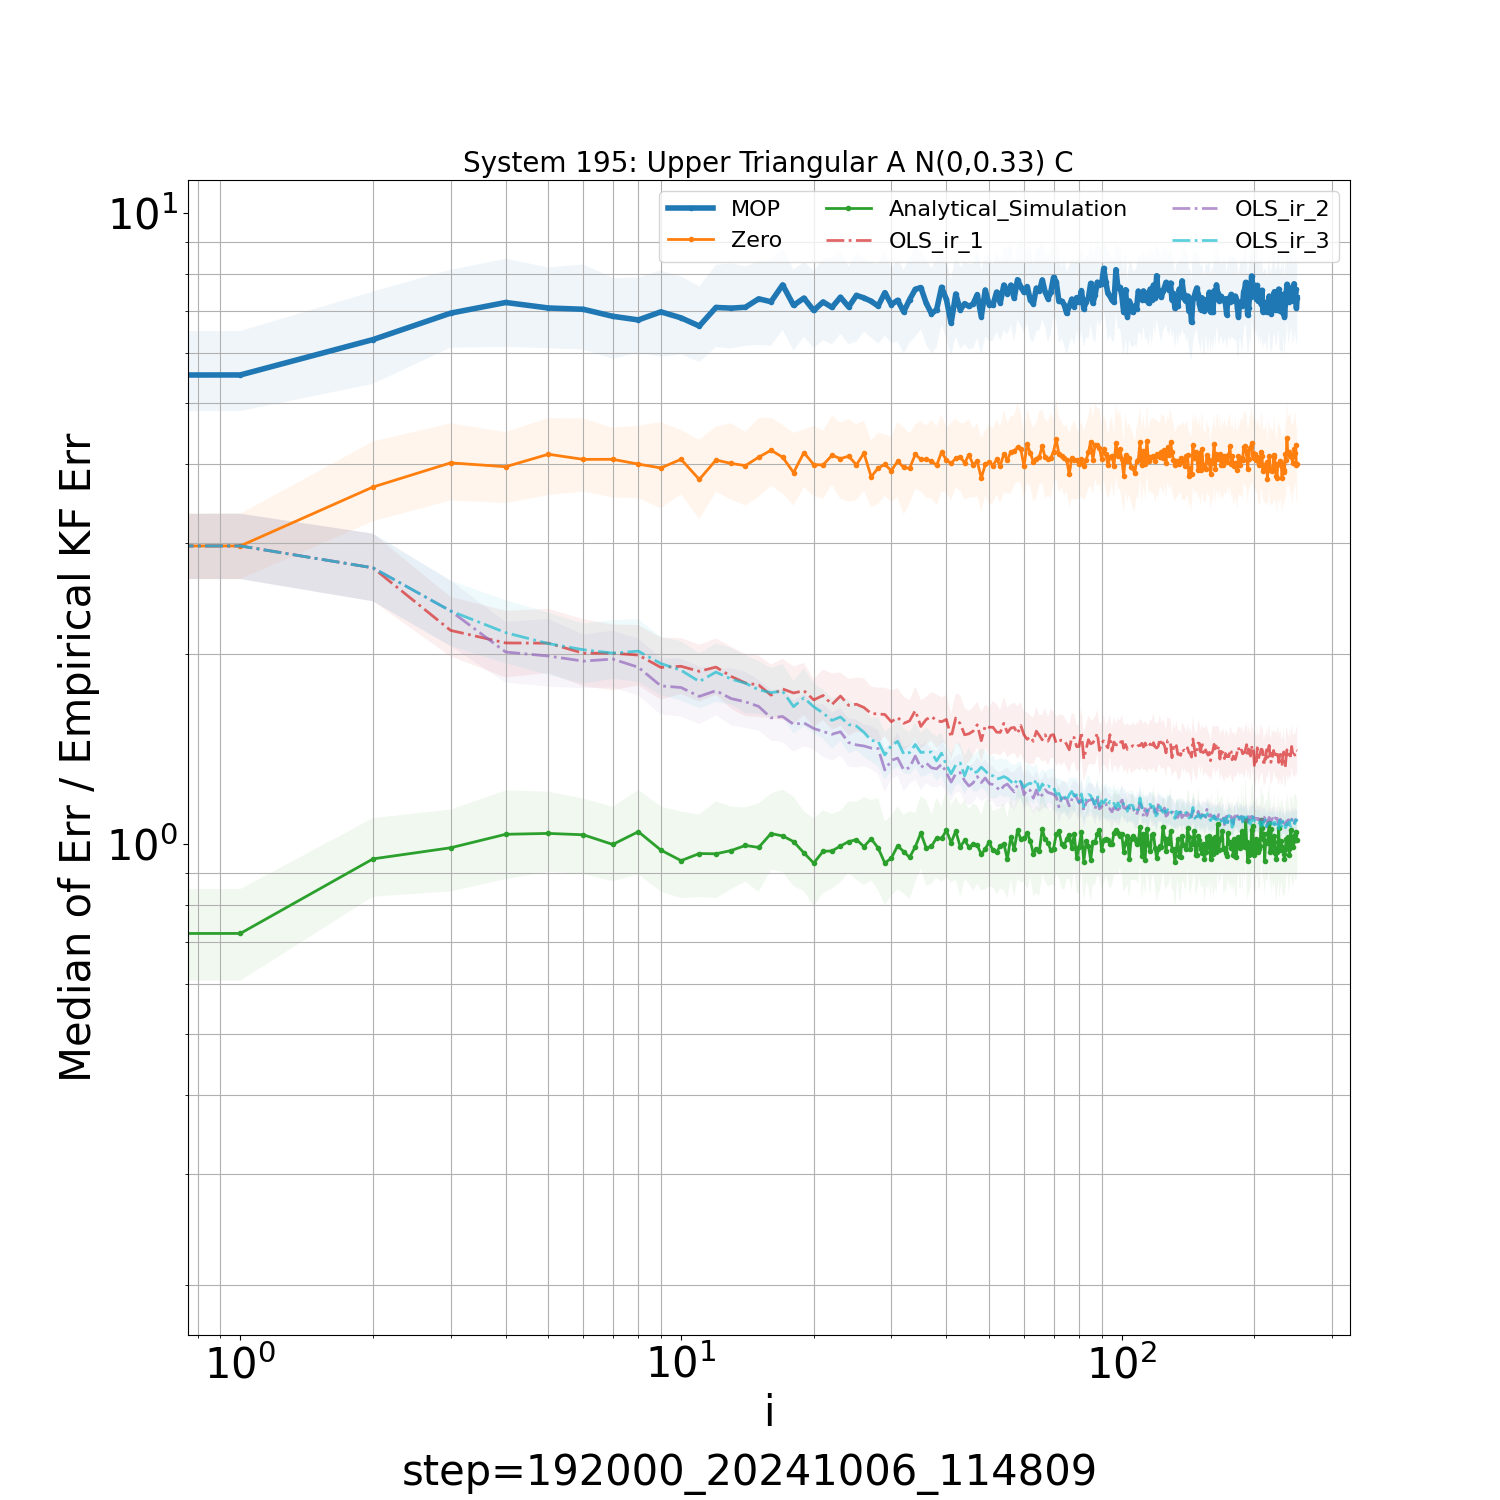 System 195: Upper Triangular A N(0,0.33) C
MOP
Zero
Analytical_Simulation
OLS_ir_1
OLS_ir_2
OLS_ir_3
Median of Err / Empirical KF Err
10¹
10⁰
10⁰ 10¹ 10²
i
step=192000_20241006_114809